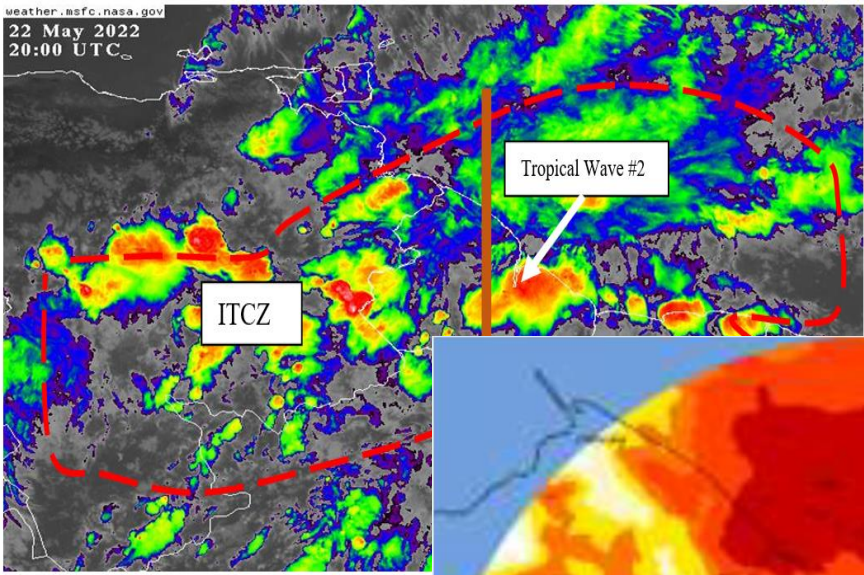 weather.msfc.nasa.gov
22 May 2022
20:00 UTC
Tropical Wave #2
ITCZ